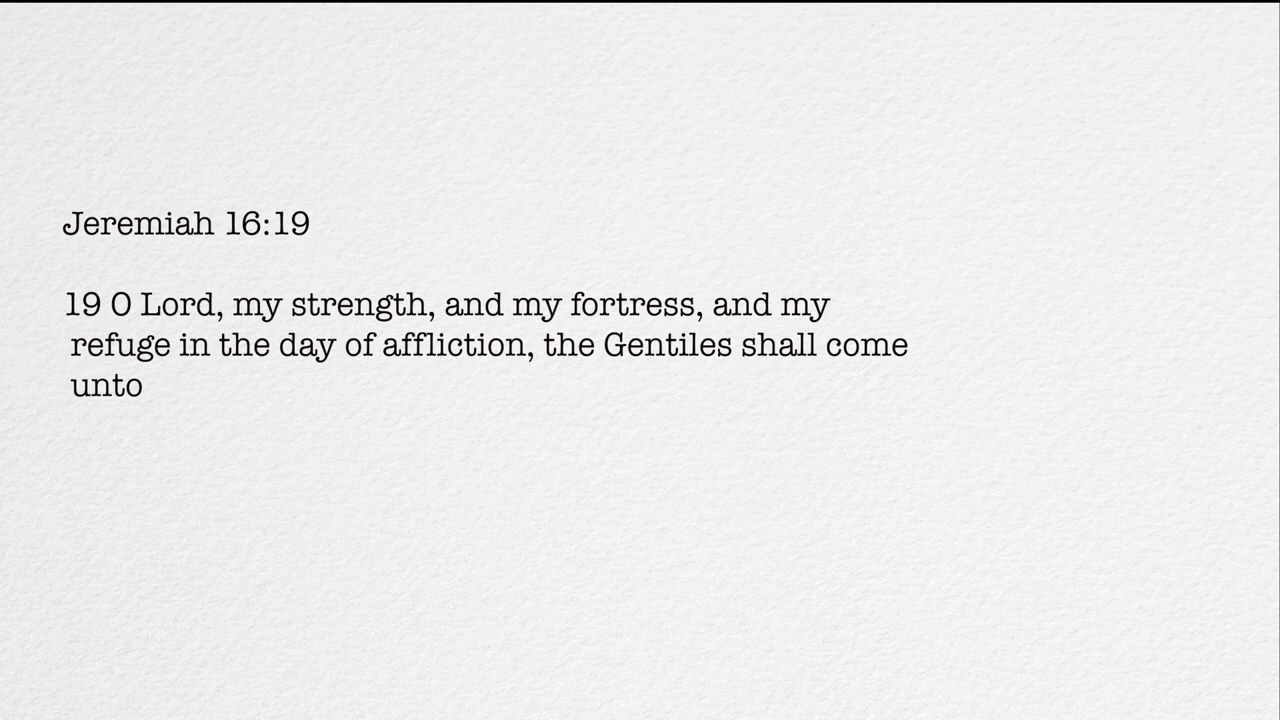 Jeremiah 16:19
19 O Lord, my strength, and my fortress, and my
refuge in the day of affliction, the Gentiles shall come
unto